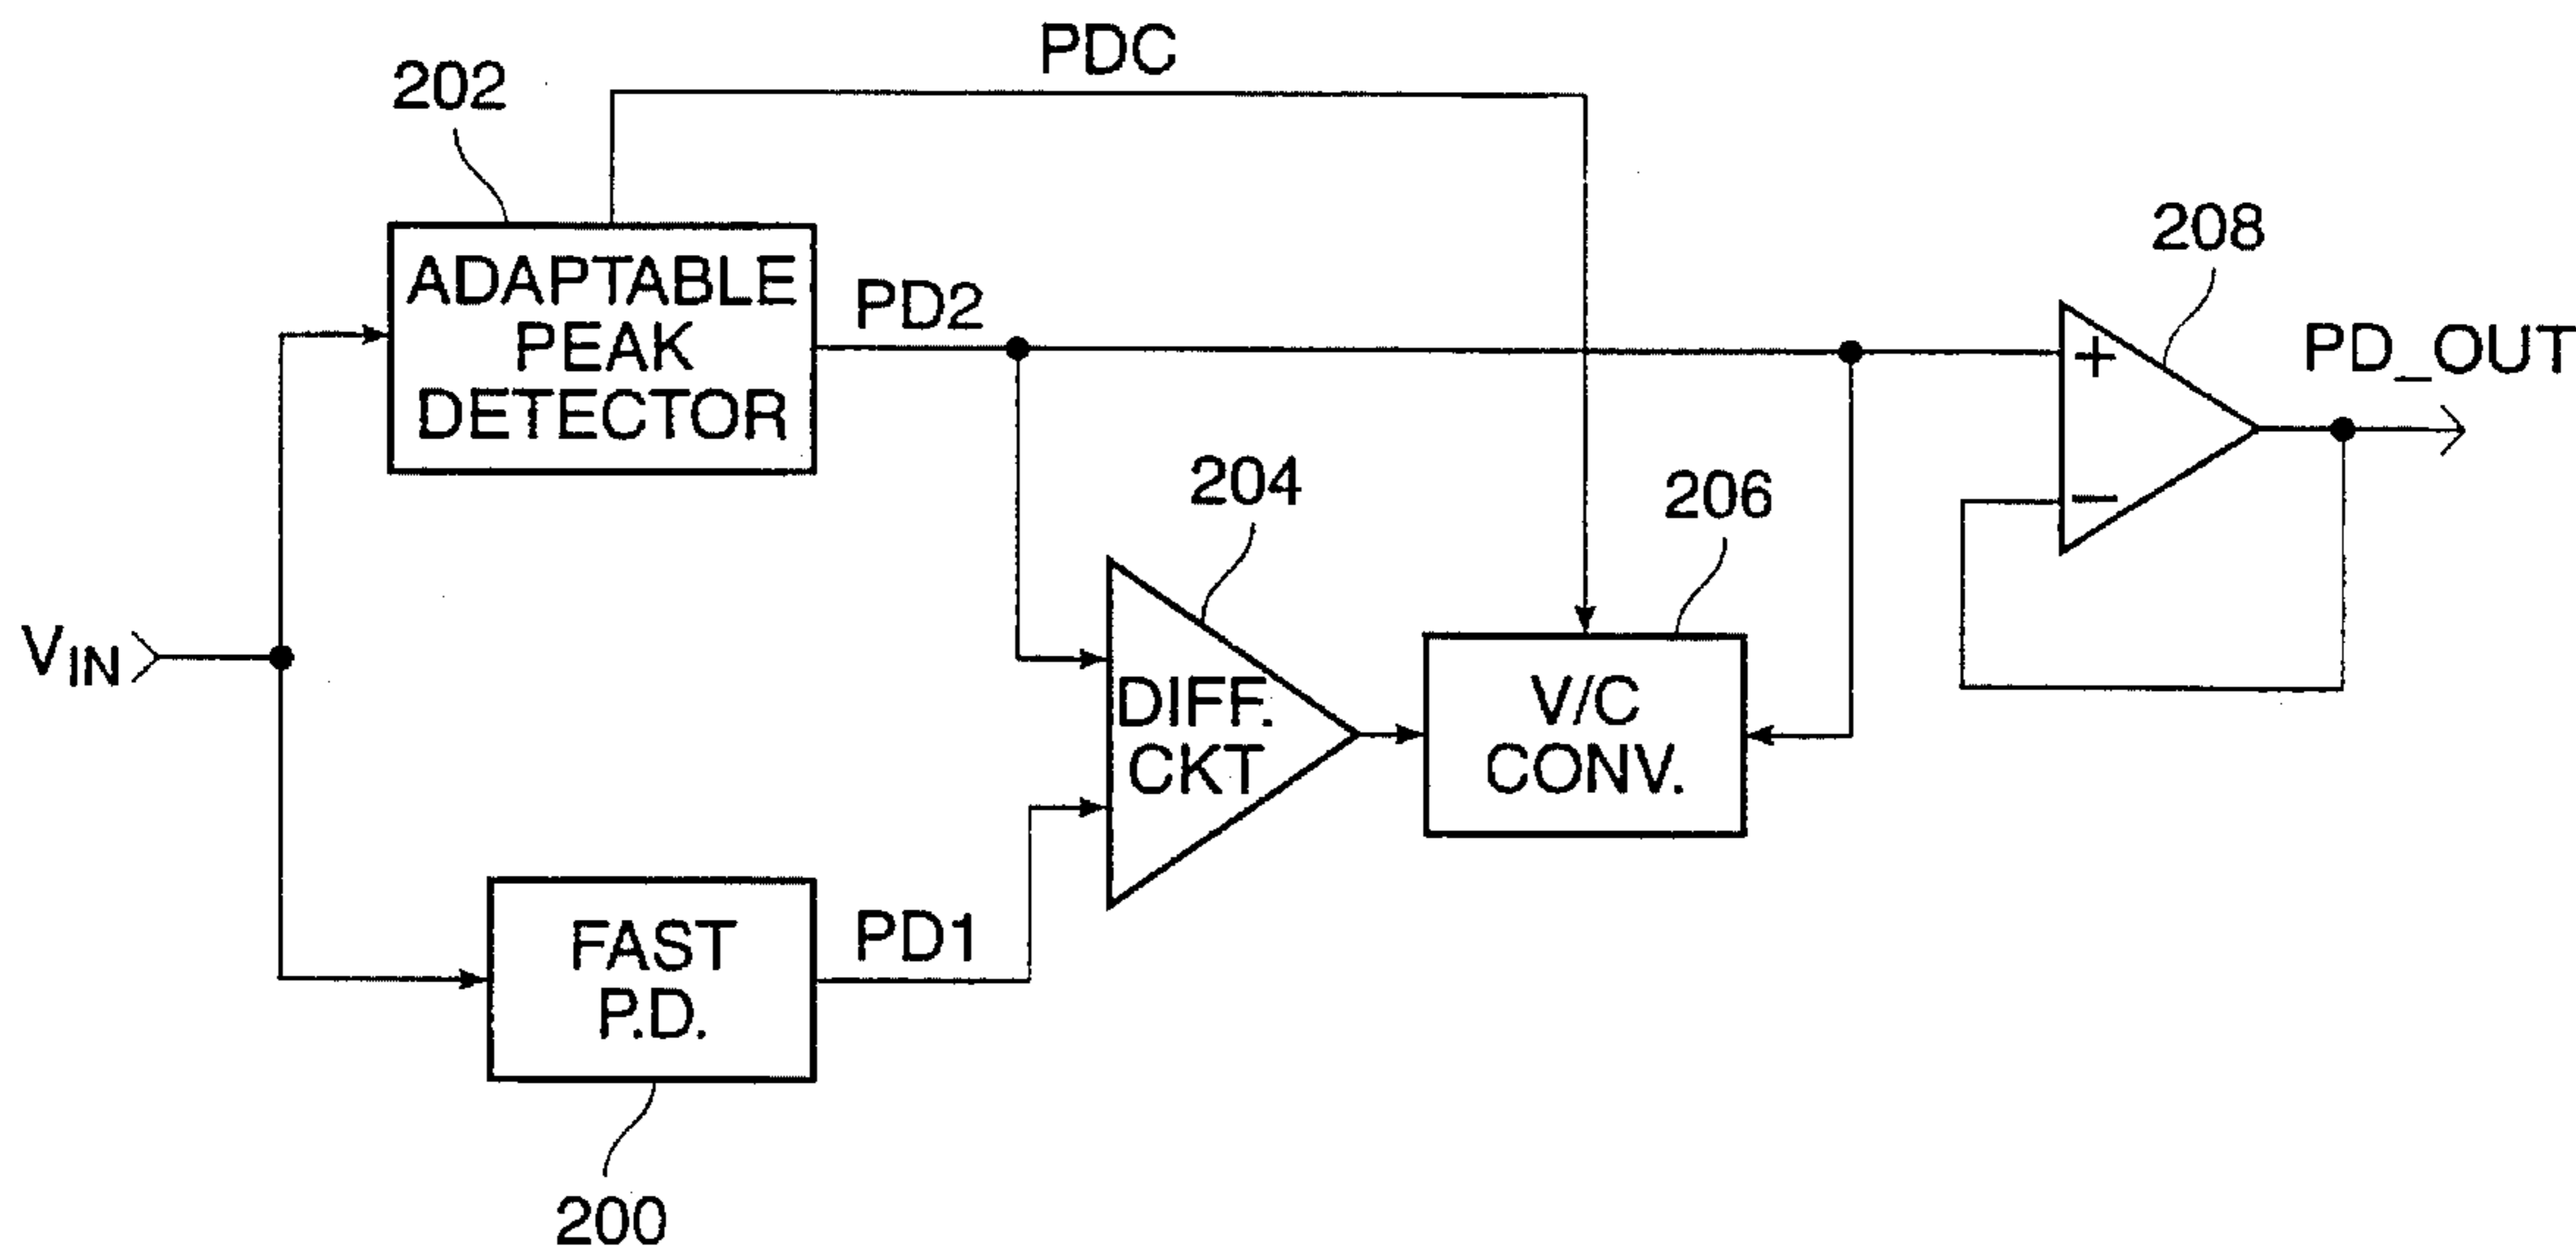 PDC
202
ADAPTABLE
PEAK
DETECTOR
PD2
208
+
−
PD_OUT
204
206
VIN
DIFF.
CKT
V/C
CONV.
FAST
P.D.
PD1
200